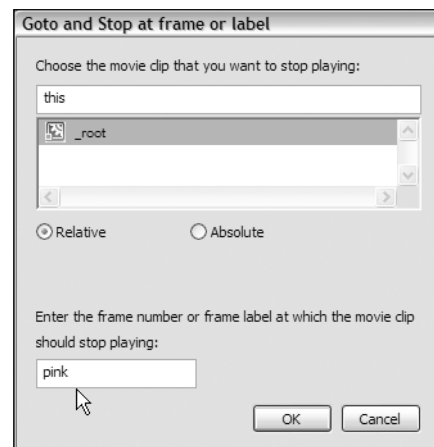 Goto and Stop at frame or label
Choose the movie clip that you want to stop playing:
this
_root
Relative
Absolute
Enter the frame number or frame label at which the movie clip
should stop playing:
pink
OK
Cancel